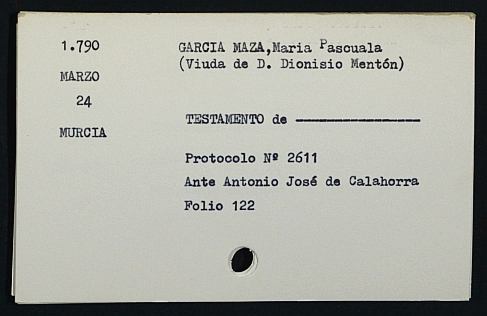 1.790
MARZO
24
MURCIA
GARCIA MAZA,Maria Pascuala
(Viuda de D. Dionisio Mentón)
TESTAMENTO de ------------------
Protocolo Nº 2611
Ante Antonio José de Calahorra
Folio 122